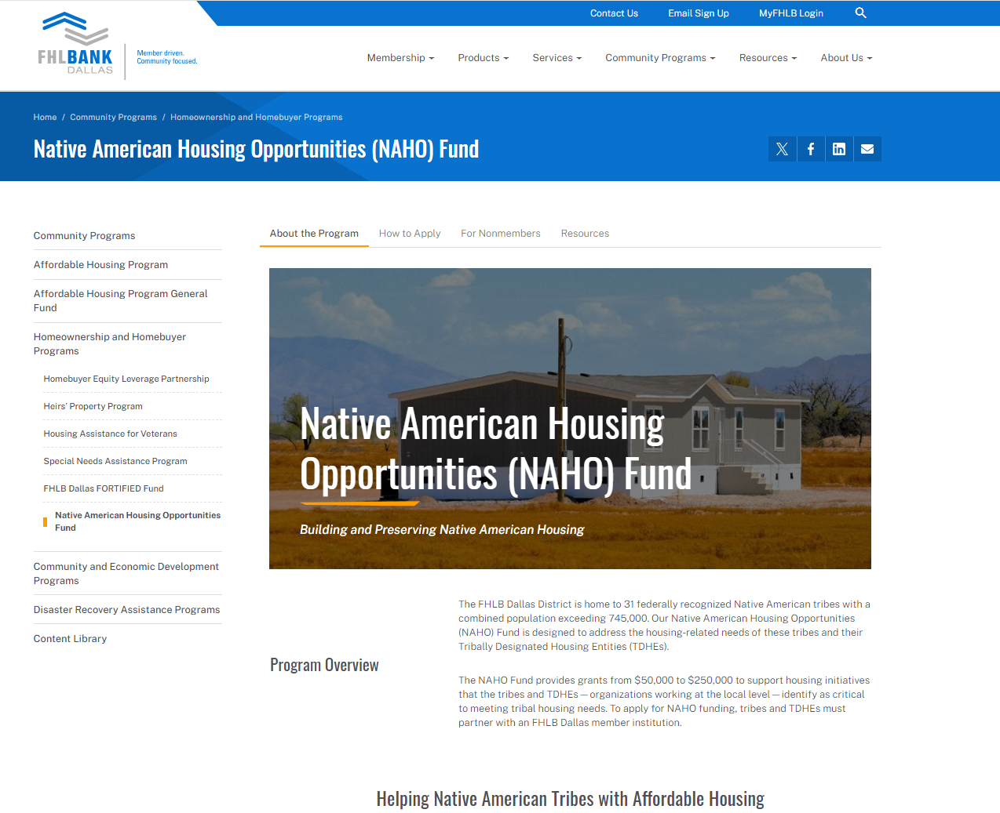 Contact Us
Email Sign Up
MyFHLB Login
FHLBANK
DALLAS
Member driven.
Community focused.
Membership
Products
Services
Community Programs
Resources
About Us
Home / Community Programs / Homeownership and Homebuyer Programs
Native American Housing Opportunities (NAHO) Fund
Community Programs
Affordable Housing Program
Affordable Housing Program General
Fund
Homeownership and Homebuyer
Programs
Homebuyer Equity Leverage Partnership
Heirs' Property Program
Housing Assistance for Veterans
Special Needs Assistance Program
FHLB Dallas FORTIFIED Fund
Native American Housing Opportunities
Fund
Community and Economic Development
Programs
Disaster Recovery Assistance Programs
Content Library
About the Program
How to Apply
For Nonmembers
Resources
Native American Housing
Opportunities (NAHO) Fund
Building and Preserving Native American Housing
Program Overview
The FHLB Dallas District is home to 31 federally recognized Native American tribes with a
combined population exceeding 745,000. Our Native American Housing Opportunities
(NAHO) Fund is designed to address the housing-related needs of these tribes and their
Tribally Designated Housing Entities (TDHEs).
The NAHO Fund provides grants from $50,000 to $250,000 to support housing initiatives
that the tribes and TDHEs—organizations working at the local level—identify as critical
to meeting tribal housing needs. To apply for NAHO funding, tribes and TDHEs must
partner with an FHLB Dallas member institution.
Helping Native American Tribes with Affordable Housing